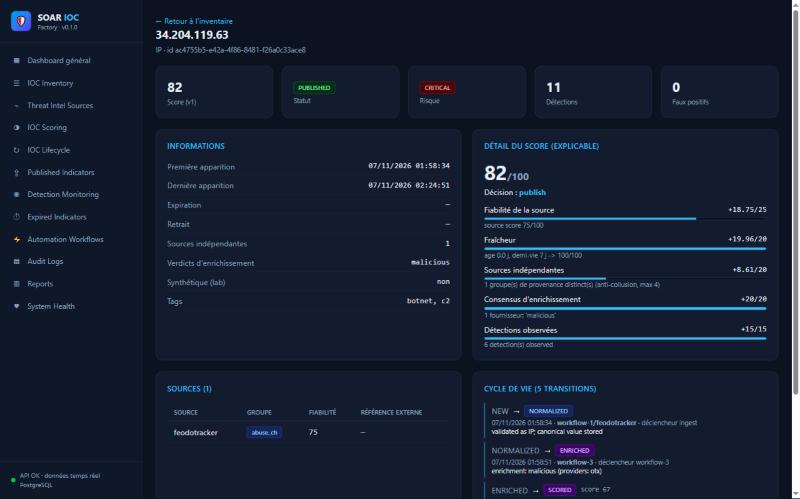 SOAR IOC
Factory · v0.1.0
Dashboard général
IOC Inventory
Threat Intel Sources
IOC Scoring
IOC Lifecycle
Published Indicators
Detection Monitoring
Expired Indicators
Automation Workflows
Audit Logs
Reports
System Health
API OK · données temps réel
PostgreSQL
← Retour à l'inventaire
34.204.119.63
IP · id ac4755b5-e42a-4f86-8481-f26a0c33ace8
82
Score (v1)
PUBLISHED
Statut
CRITICAL
Risque
11
Détections
0
Faux positifs
INFORMATIONS
Première apparition 07/11/2026 01:58:34
Dernière apparition 07/11/2026 02:24:51
Expiration —
Retrait —
Sources indépendantes 1
Verdicts d'enrichissement malicious
Synthétique (lab) non
Tags botnet, c2
DÉTAIL DU SCORE (EXPLICABLE)
82/100
Décision : publish
Fiabilité de la source +18.75/25
source score 75/100
Fraîcheur +19.96/20
age 0.0 j, demi-vie 7 j -> 100/100
Sources indépendantes +8.61/20
1 groupe(s) de provenance distinct(s) (anti-collusion, max 4)
Consensus d'enrichissement +20/20
1 fournisseur: 'malicious'
Détections observées +15/15
6 detection(s) observed
SOURCES (1)
SOURCE GROUPE FIABILITÉ RÉFÉRENCE EXTERNE
feodotracker abuse_ch 75 —
CYCLE DE VIE (5 TRANSITIONS)
NEW → NORMALIZED
07/11/2026 01:58:34 · workflow-1/feodotracker · déclencheur ingest
validated as IP; canonical value stored
NORMALIZED → ENRICHED
07/11/2026 01:58:51 · workflow-3 · déclencheur workflow-3
enrichment: malicious (providers: otx)
ENRICHED → SCORED score 67